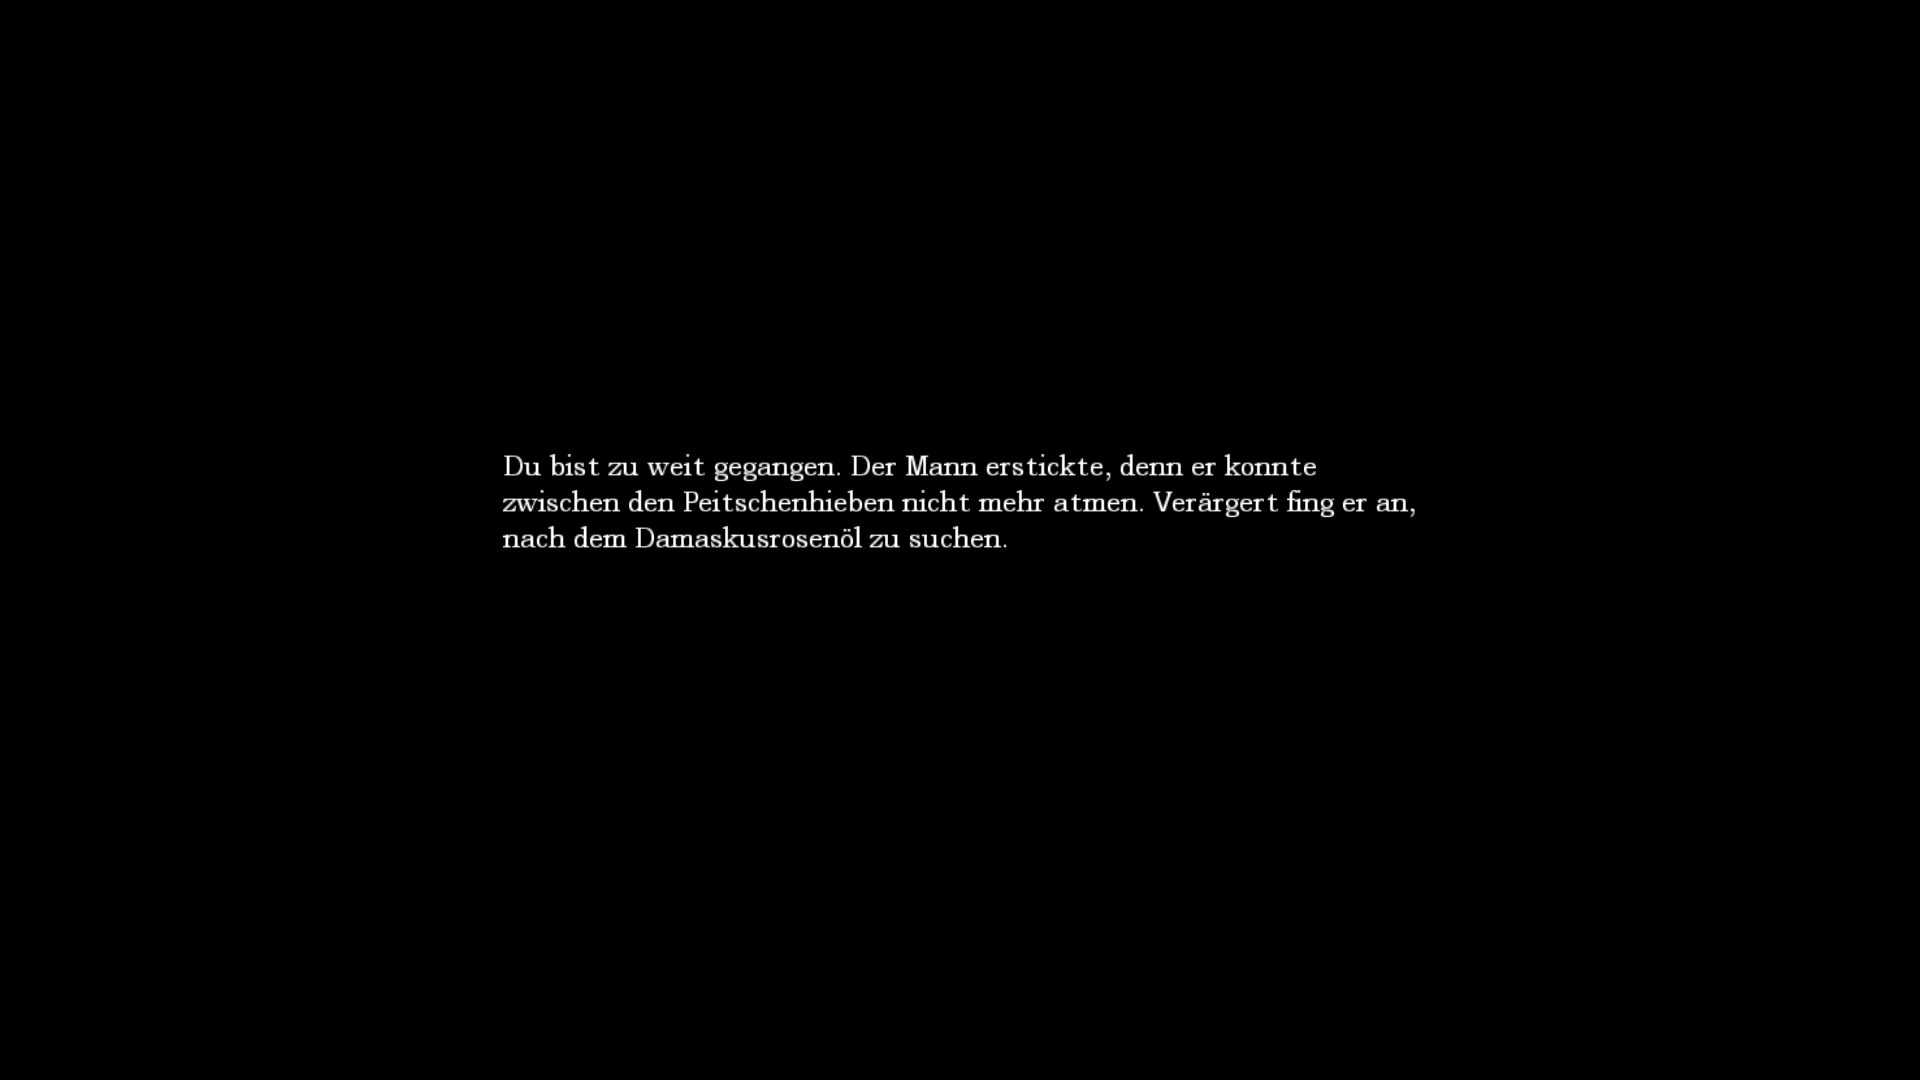 Du bist zu weit gegangen. Der Mann erstickte, denn er konnte
zwischen den Peitschenhieben nicht mehr atmen. Verärgert fing er an,
nach dem Damaskusrosenöl zu suchen.